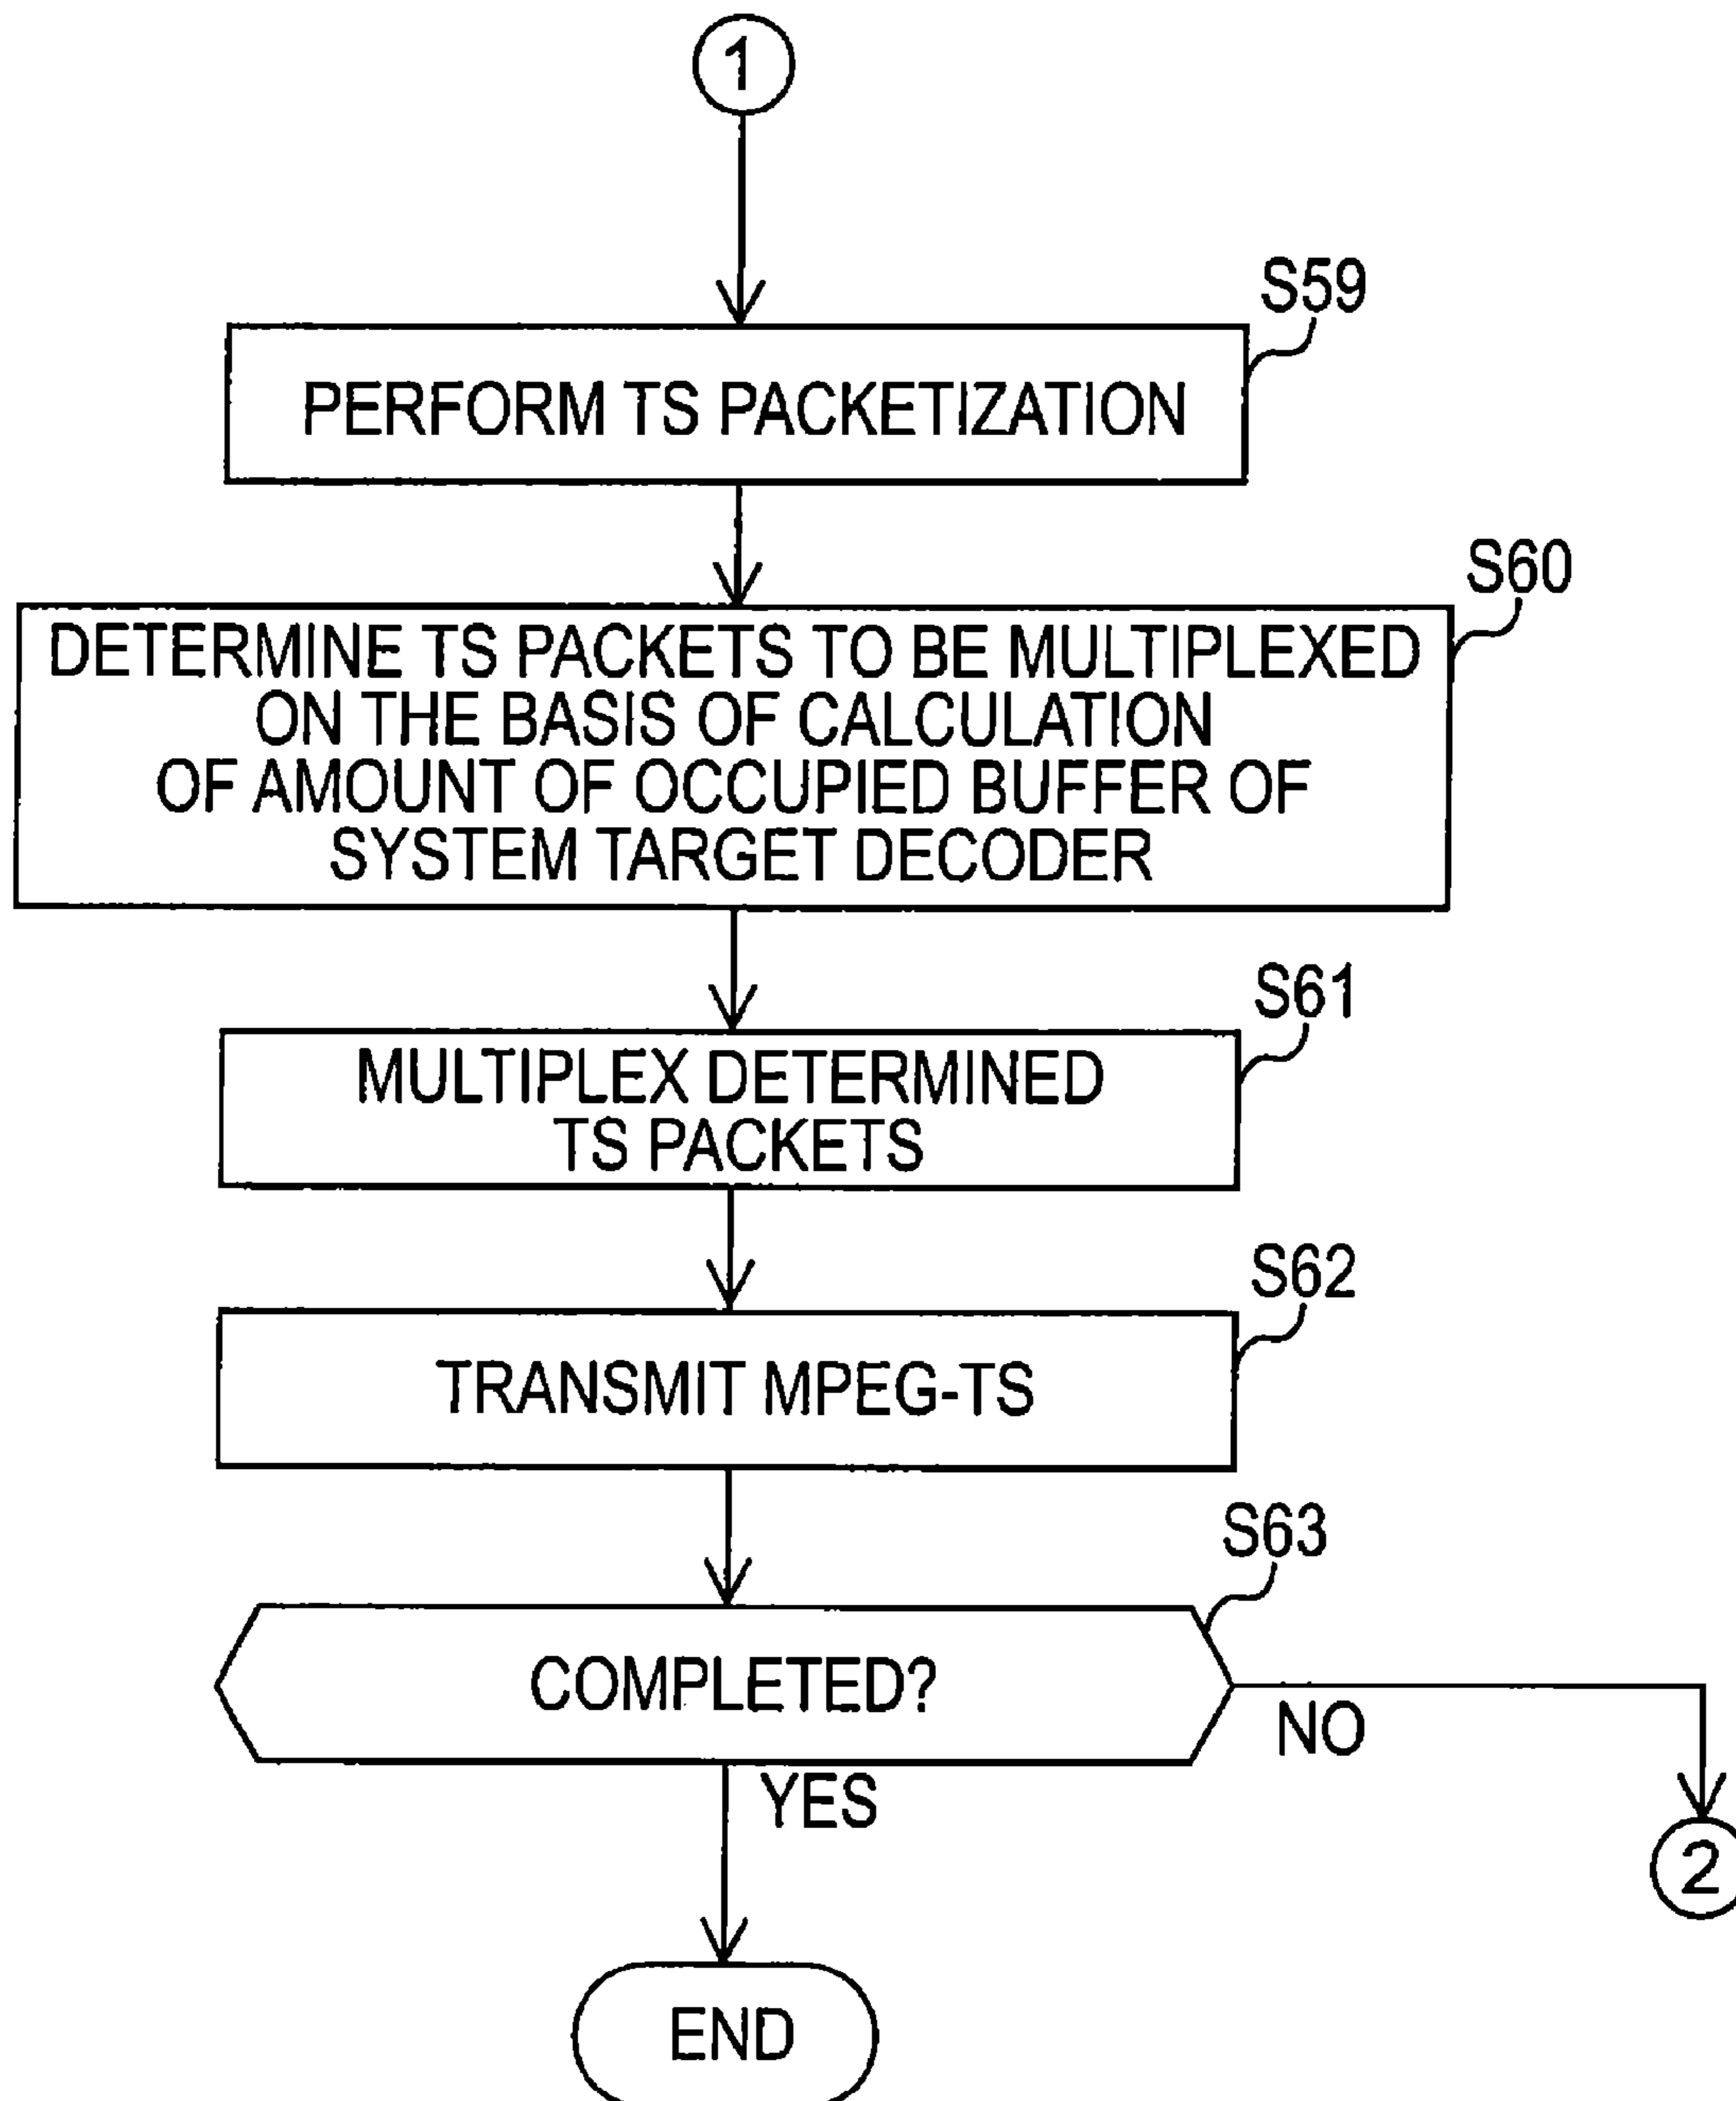 1
S59
PERFORM TS PACKETIZATION
S60
DETERMINE TS PACKETS TO BE MULTIPLEXED
ON THE BASIS OF CALCULATION
OF AMOUNT OF OCCUPIED BUFFER OF
SYSTEM TARGET DECODER
S61
MULTIPLEX DETERMINED
TS PACKETS
S62
TRANSMIT MPEG-TS
S63
COMPLETED?
NO
YES
2
END